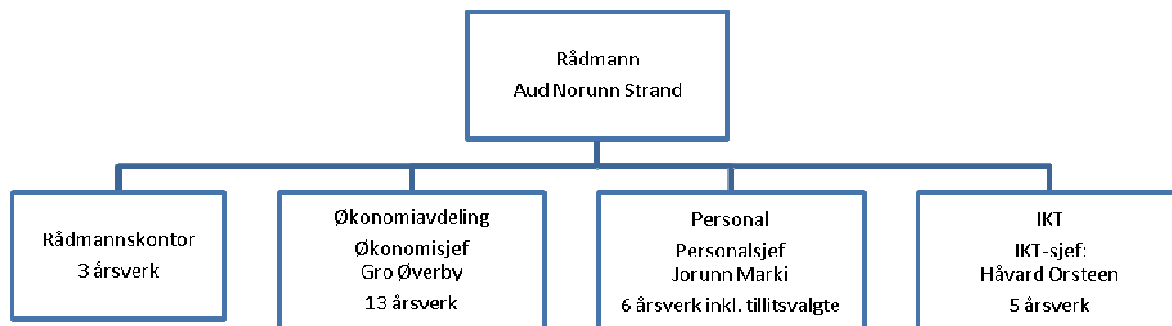 Rådmann
Aud Norunn Strand
Rådmannskontor
3 årsverk
Økonomiavdeling
Økonomisjef
Gro Øverby
13 årsverk
Personal
Personalsjef
Jorunn Marki
6 årsverk inkl. tillitsvalgte
IKT
IKT-sjef:
Håvard Orsteen
5 årsverk